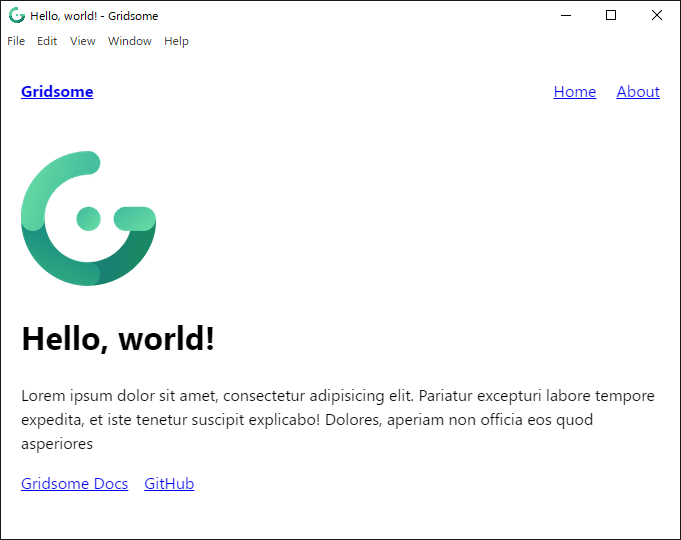 Hello, world! - Gridsome
File Edit View Window Help
Gridsome Home About
Hello, world!
Lorem ipsum dolor sit amet, consectetur adipisicing elit. Pariatur excepturi labore tempore
expedita, et iste tenetur suscipit explicabo! Dolores, aperiam non officia eos quod
asperiores
Gridsome Docs GitHub